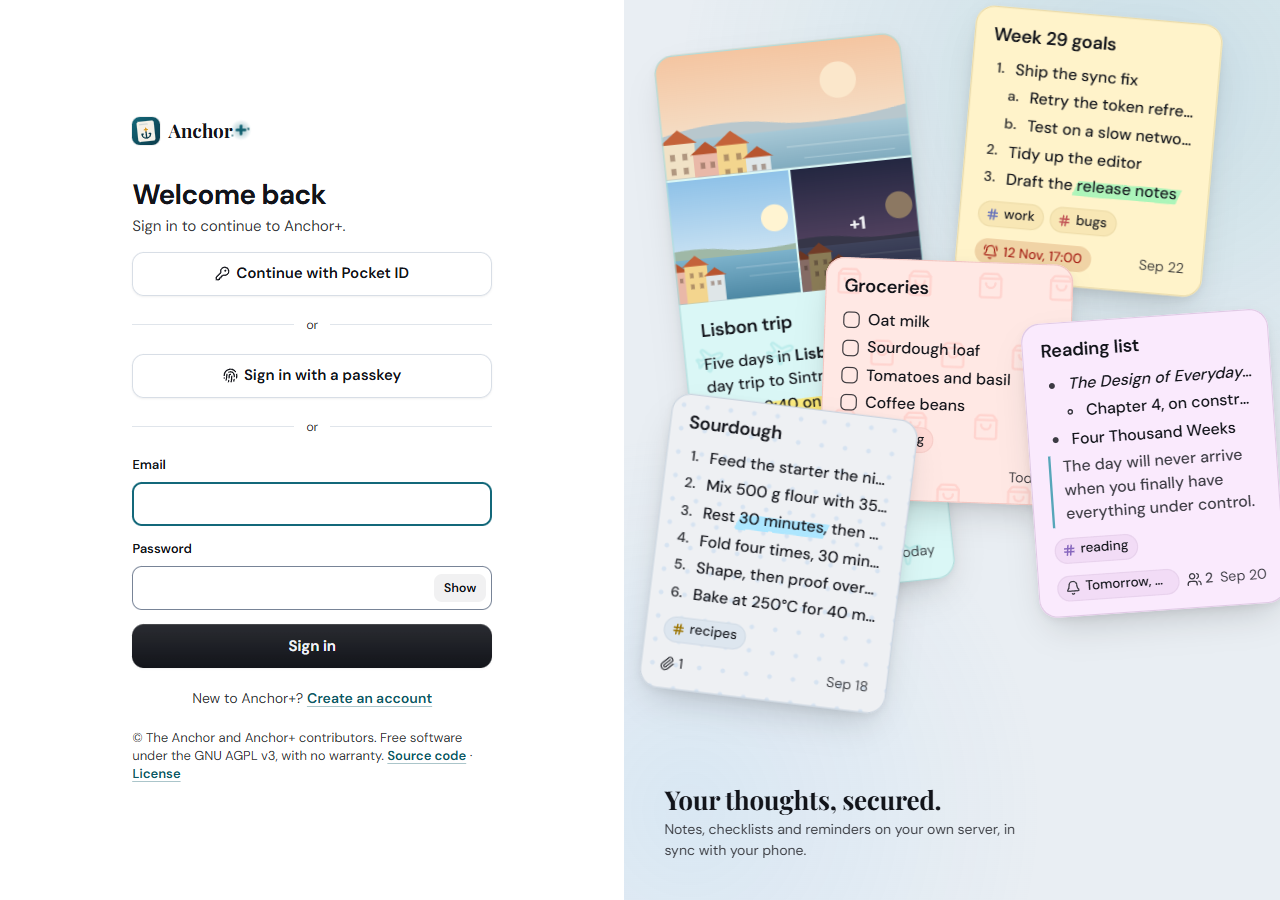 Anchor+
Welcome back
Sign in to continue to Anchor+.
Continue with Pocket ID
or
Sign in with a passkey
or
Email
Password
Show
Sign in
New to Anchor+? Create an account
© The Anchor and Anchor+ contributors. Free software
under the GNU AGPL v3, with no warranty. Source code ·
License
Week 29 goals
1. Ship the sync fix
a. Retry the token refre…
b. Test on a slow netwo…
2. Tidy up the editor
3. Draft the release notes
# work # bugs
12 Nov, 17:00
Sep 22
+1
Lisbon trip
Five days in
day trip to
on
Groceries
Oat milk
Sourdough loaf
Tomatoes and basil
Coffee beans
Reading list
The Design of Everyday…
Chapter 4, on constr…
Four Thousand Weeks
The day will never arrive
when you finally have
everything under control.
# reading
Tomorrow, …
2 Sep 20
Sourdough
1. Feed the starter the ni…
2. Mix 500 g flour with 35…
3. Rest 30 minutes, then …
4. Fold four times, 30 min…
5. Shape, then proof over…
6. Bake at 250°C for 40 m…
# recipes
1
Sep 18
Your thoughts, secured.
Notes, checklists and reminders on your own server, in
sync with your phone.